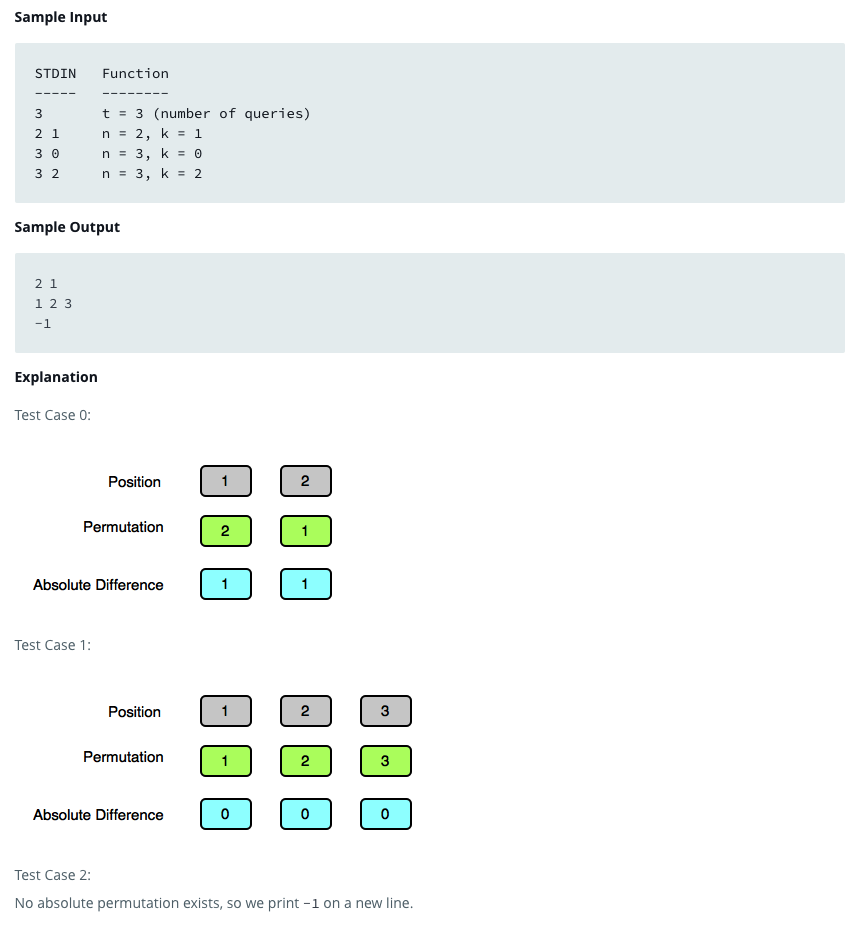 Sample Input
STDIN   Function
-----   --------
3       t = 3 (number of queries)
2 1     n = 2, k = 1
3 0     n = 3, k = 0
3 2     n = 3, k = 2
Sample Output
2 1
1 2 3
-1
Explanation
Test Case 0:
Position 1 2
Permutation 2 1
Absolute Difference 1 1
Test Case 1:
Position 1 2 3
Permutation 1 2 3
Absolute Difference 0 0 0
Test Case 2:
No absolute permutation exists, so we print -1 on a new line.